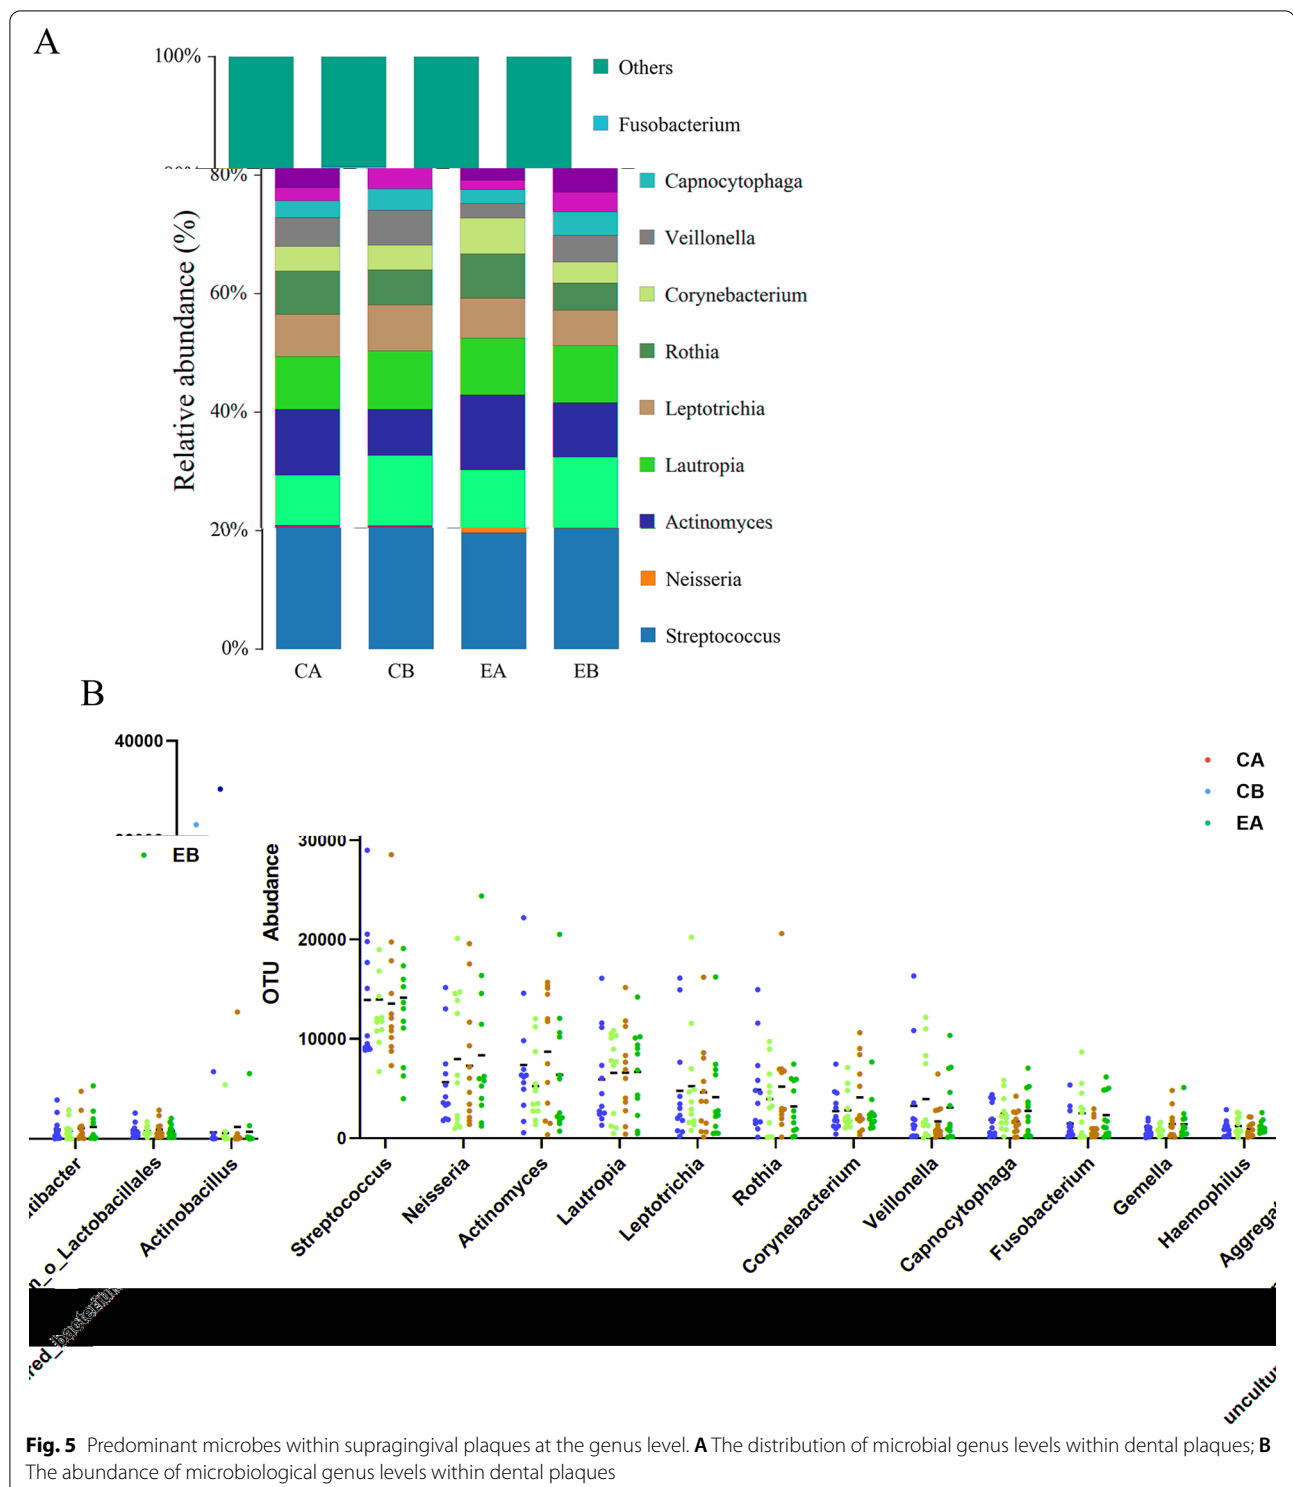 A
100%
Others
Fusobacterium
80%
Capnocytophaga
Veillonella
Corynebacterium
60%
Rothia
Relative abundance (%)
Leptotrichia
40%
Lautropia
Actinomyces
20%
Neisseria
Streptococcus
0%
CA CB EA EB
B
40000
CA
CB
EA
EB
30000
OTU Abudance
20000
10000
0
Actinobacillus
Streptococcus
Neisseria
Actinomyces
Lautropia
Leptotrichia
Rothia
Corynebacterium
Veillonella
Capnocytophaga
Fusobacterium
Gemella
Haemophilus
Aggregat
tibacter
n_o_Lactobacillales
red_bacterium
uncultur
Fig. 5 Predominant microbes within supragingival plaques at the genus level. A The distribution of microbial genus levels within dental plaques; B
The abundance of microbiological genus levels within dental plaques